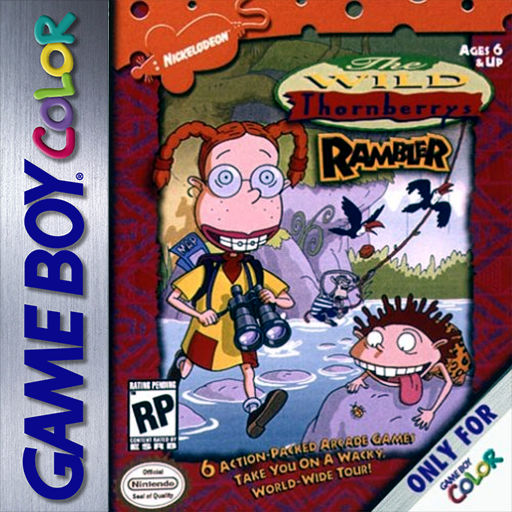 GAME BOY COLOR
NICKELODEON
AGES 6
& UP
The
WILD
Thornberrys
RAMBLER
MAP
RATING PENDING
RP
CONTENT RATED BY
ESRB
6 ACTION-PACKED ARCADE GAMES
TAKE YOU ON A WACKY,
WORLD-WIDE TOUR!
Official
Nintendo
Seal of Quality
ONLY FOR
GAME BOY
COLOR